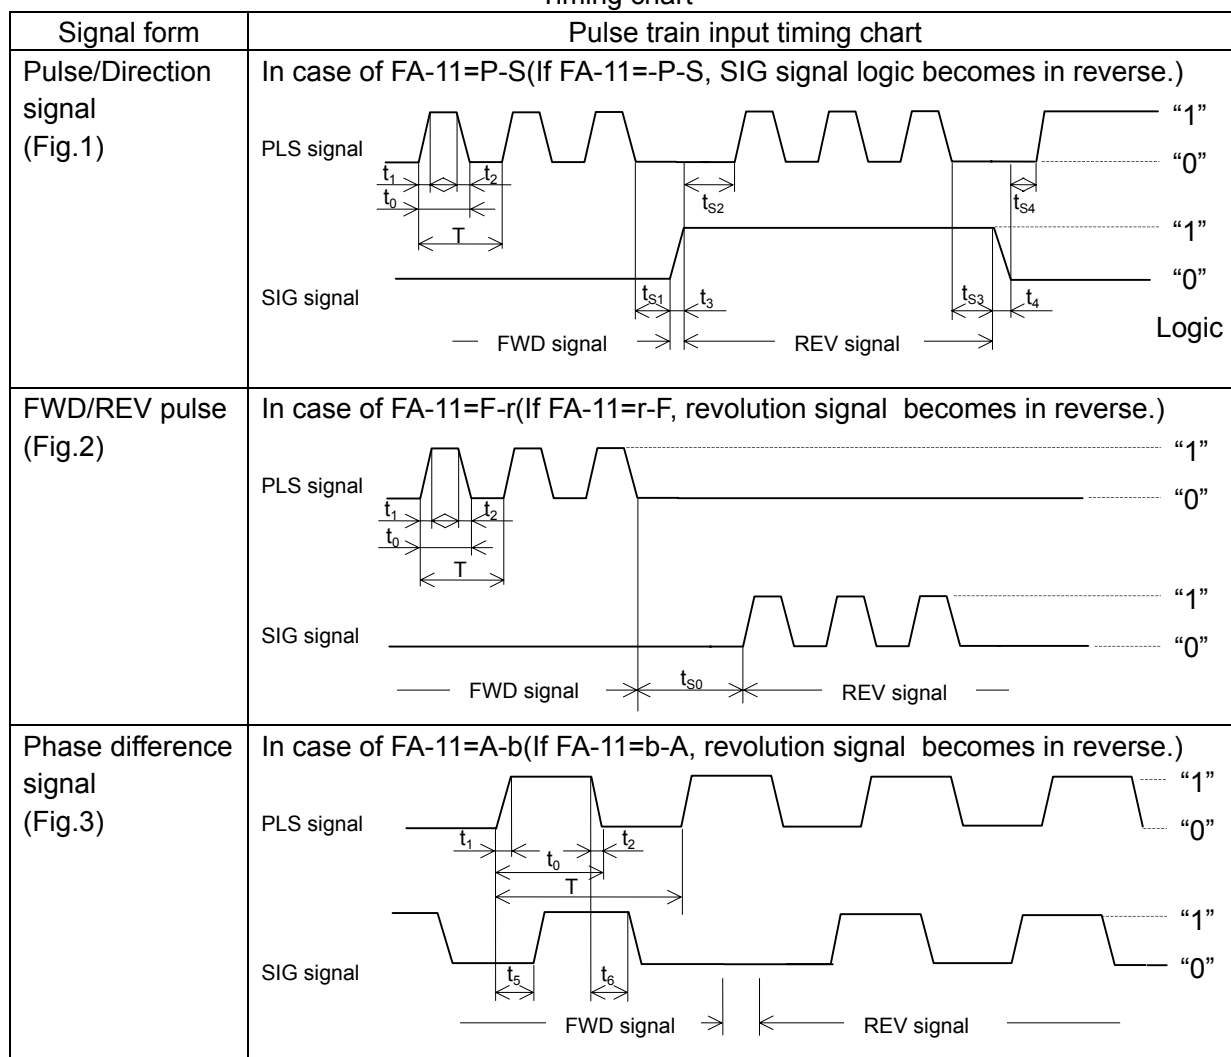 Timing chart
Signal form
Pulse train input timing chart
Pulse/Direction
signal
(Fig.1)
In case of FA-11=P-S(If FA-11=-P-S, SIG signal logic becomes in reverse.)
PLS signal
“1”
“0”
t1
t2
t0
T
tS2
tS4
SIG signal
“1”
“0”
tS1
t3
tS3
t4
Logic
FWD signal
REV signal
FWD/REV pulse
(Fig.2)
In case of FA-11=F-r(If FA-11=r-F, revolution signal becomes in reverse.)
PLS signal
“1”
“0”
t1
t2
t0
T
SIG signal
“1”
“0”
FWD signal
tS0
REV signal
Phase difference
signal
(Fig.3)
In case of FA-11=A-b(If FA-11=b-A, revolution signal becomes in reverse.)
PLS signal
“1”
“0”
t1
t2
t0
T
SIG signal
“1”
“0”
t5
t6
FWD signal
REV signal